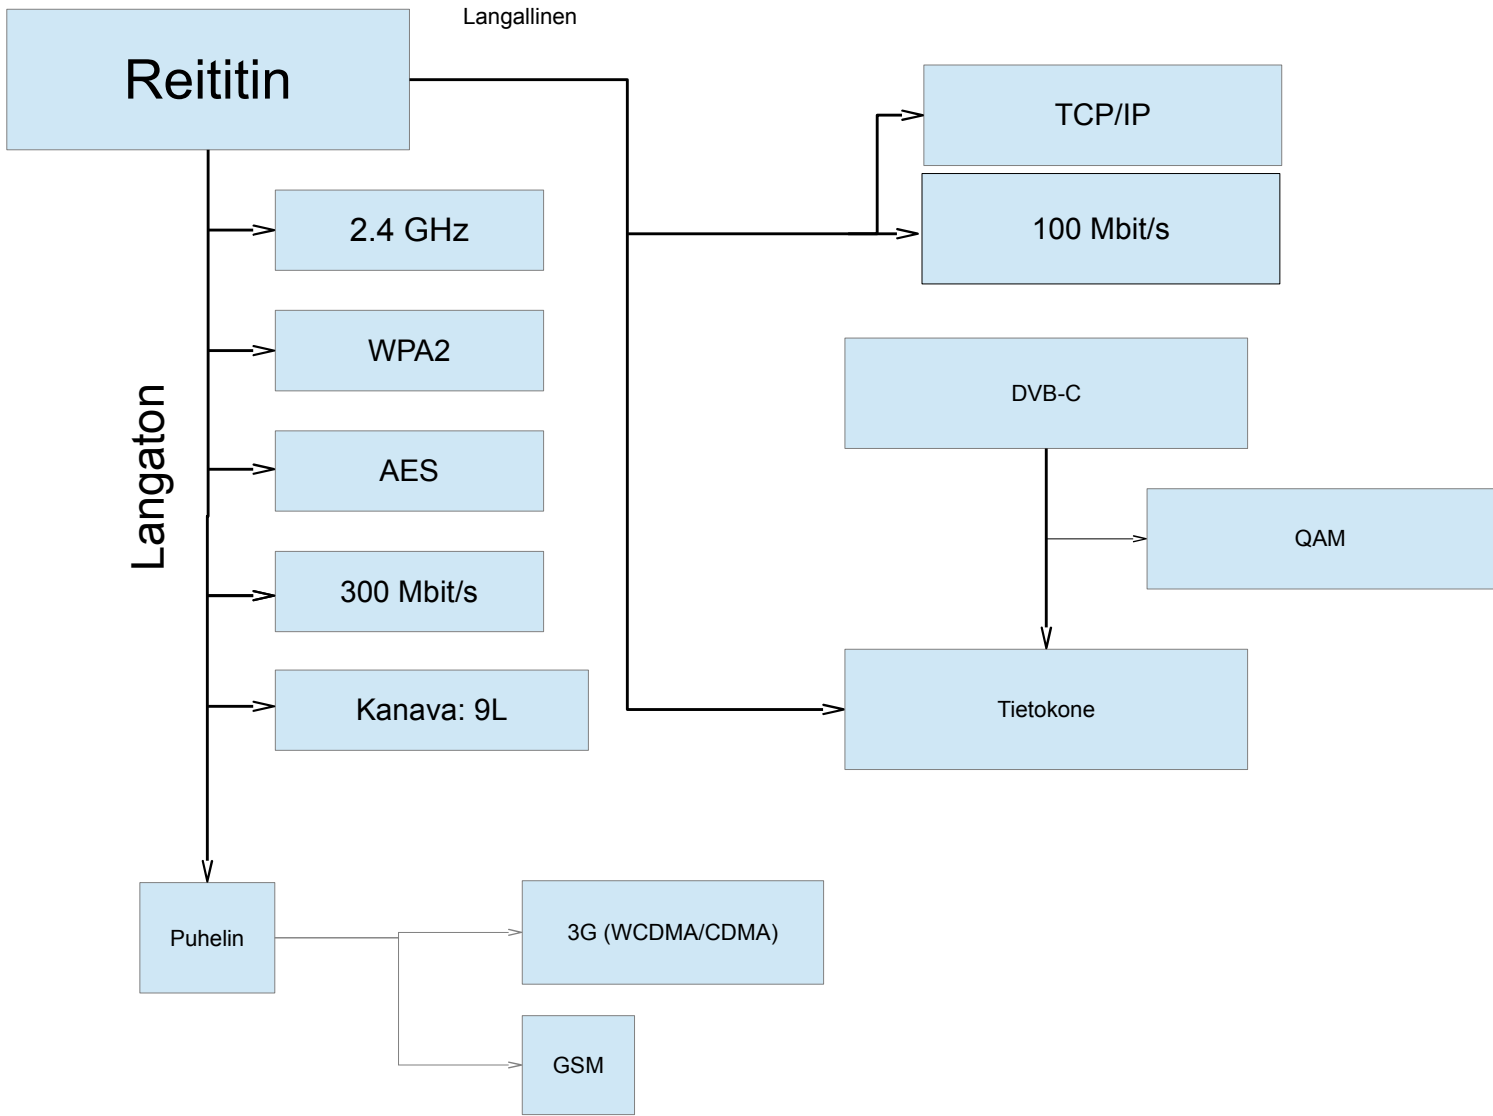 Langallinen
Reititin
TCP/IP
100 Mbit/s
2.4 GHz
WPA2
AES
300 Mbit/s
Kanava: 9L
Langaton
DVB-C
QAM
Tietokone
Puhelin
3G (WCDMA/CDMA)
GSM